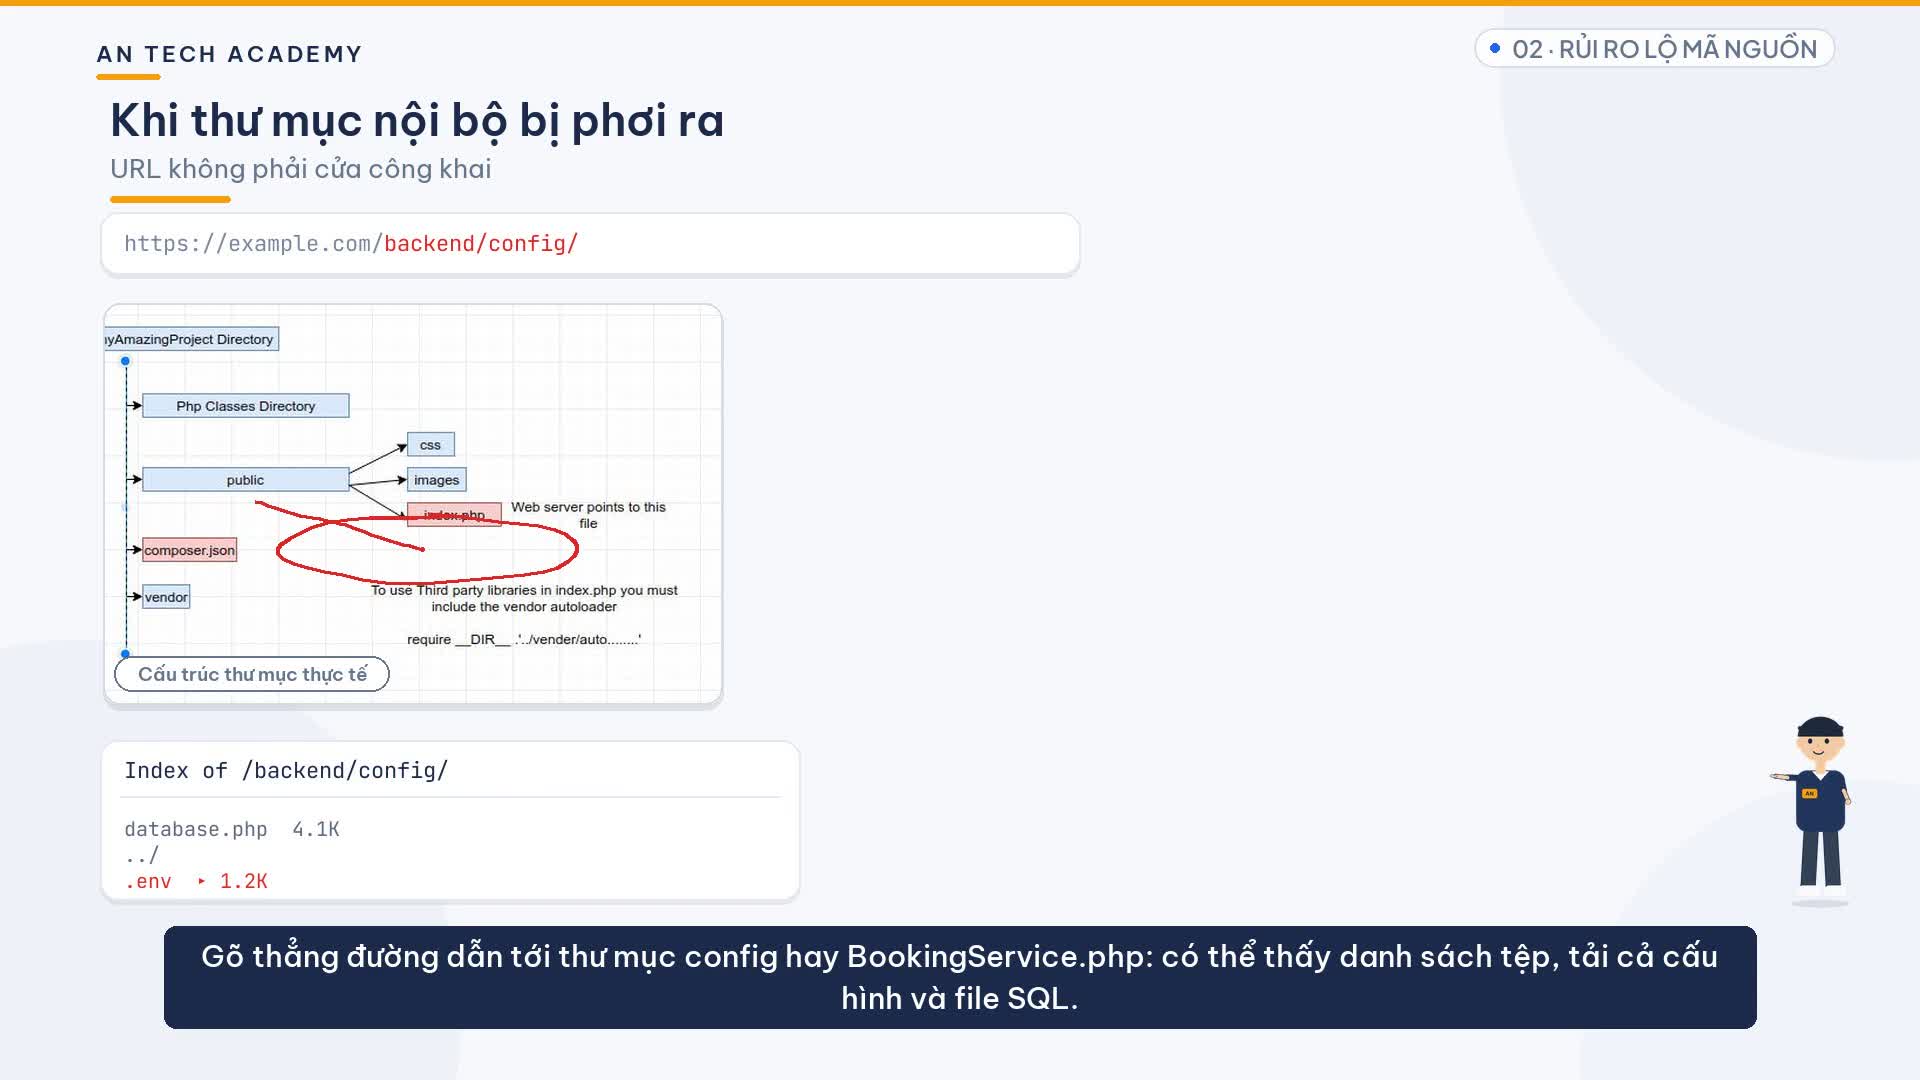 AN TECH ACADEMY
02 · RỦI RO LỘ MÃ NGUỒN
Khi thư mục nội bộ bị phơi ra
URL không phải cửa công khai
https://example.com/backend/config/
yAmazingProject Directory
Php Classes Directory
css
public
images
index.php
Web server points to this
file
composer.json
To use Third party libraries in index.php you must
include the vendor autoloader
vendor
require __DIR__ .'../vender/auto........'
Cấu trúc thư mục thực tế
Index of /backend/config/
database.php 4.1K
../
.env ‣ 1.2K
AN
Gõ thẳng đường dẫn tới thư mục config hay BookingService.php: có thể thấy danh sách tệp, tải cả cấu
hình và file SQL.